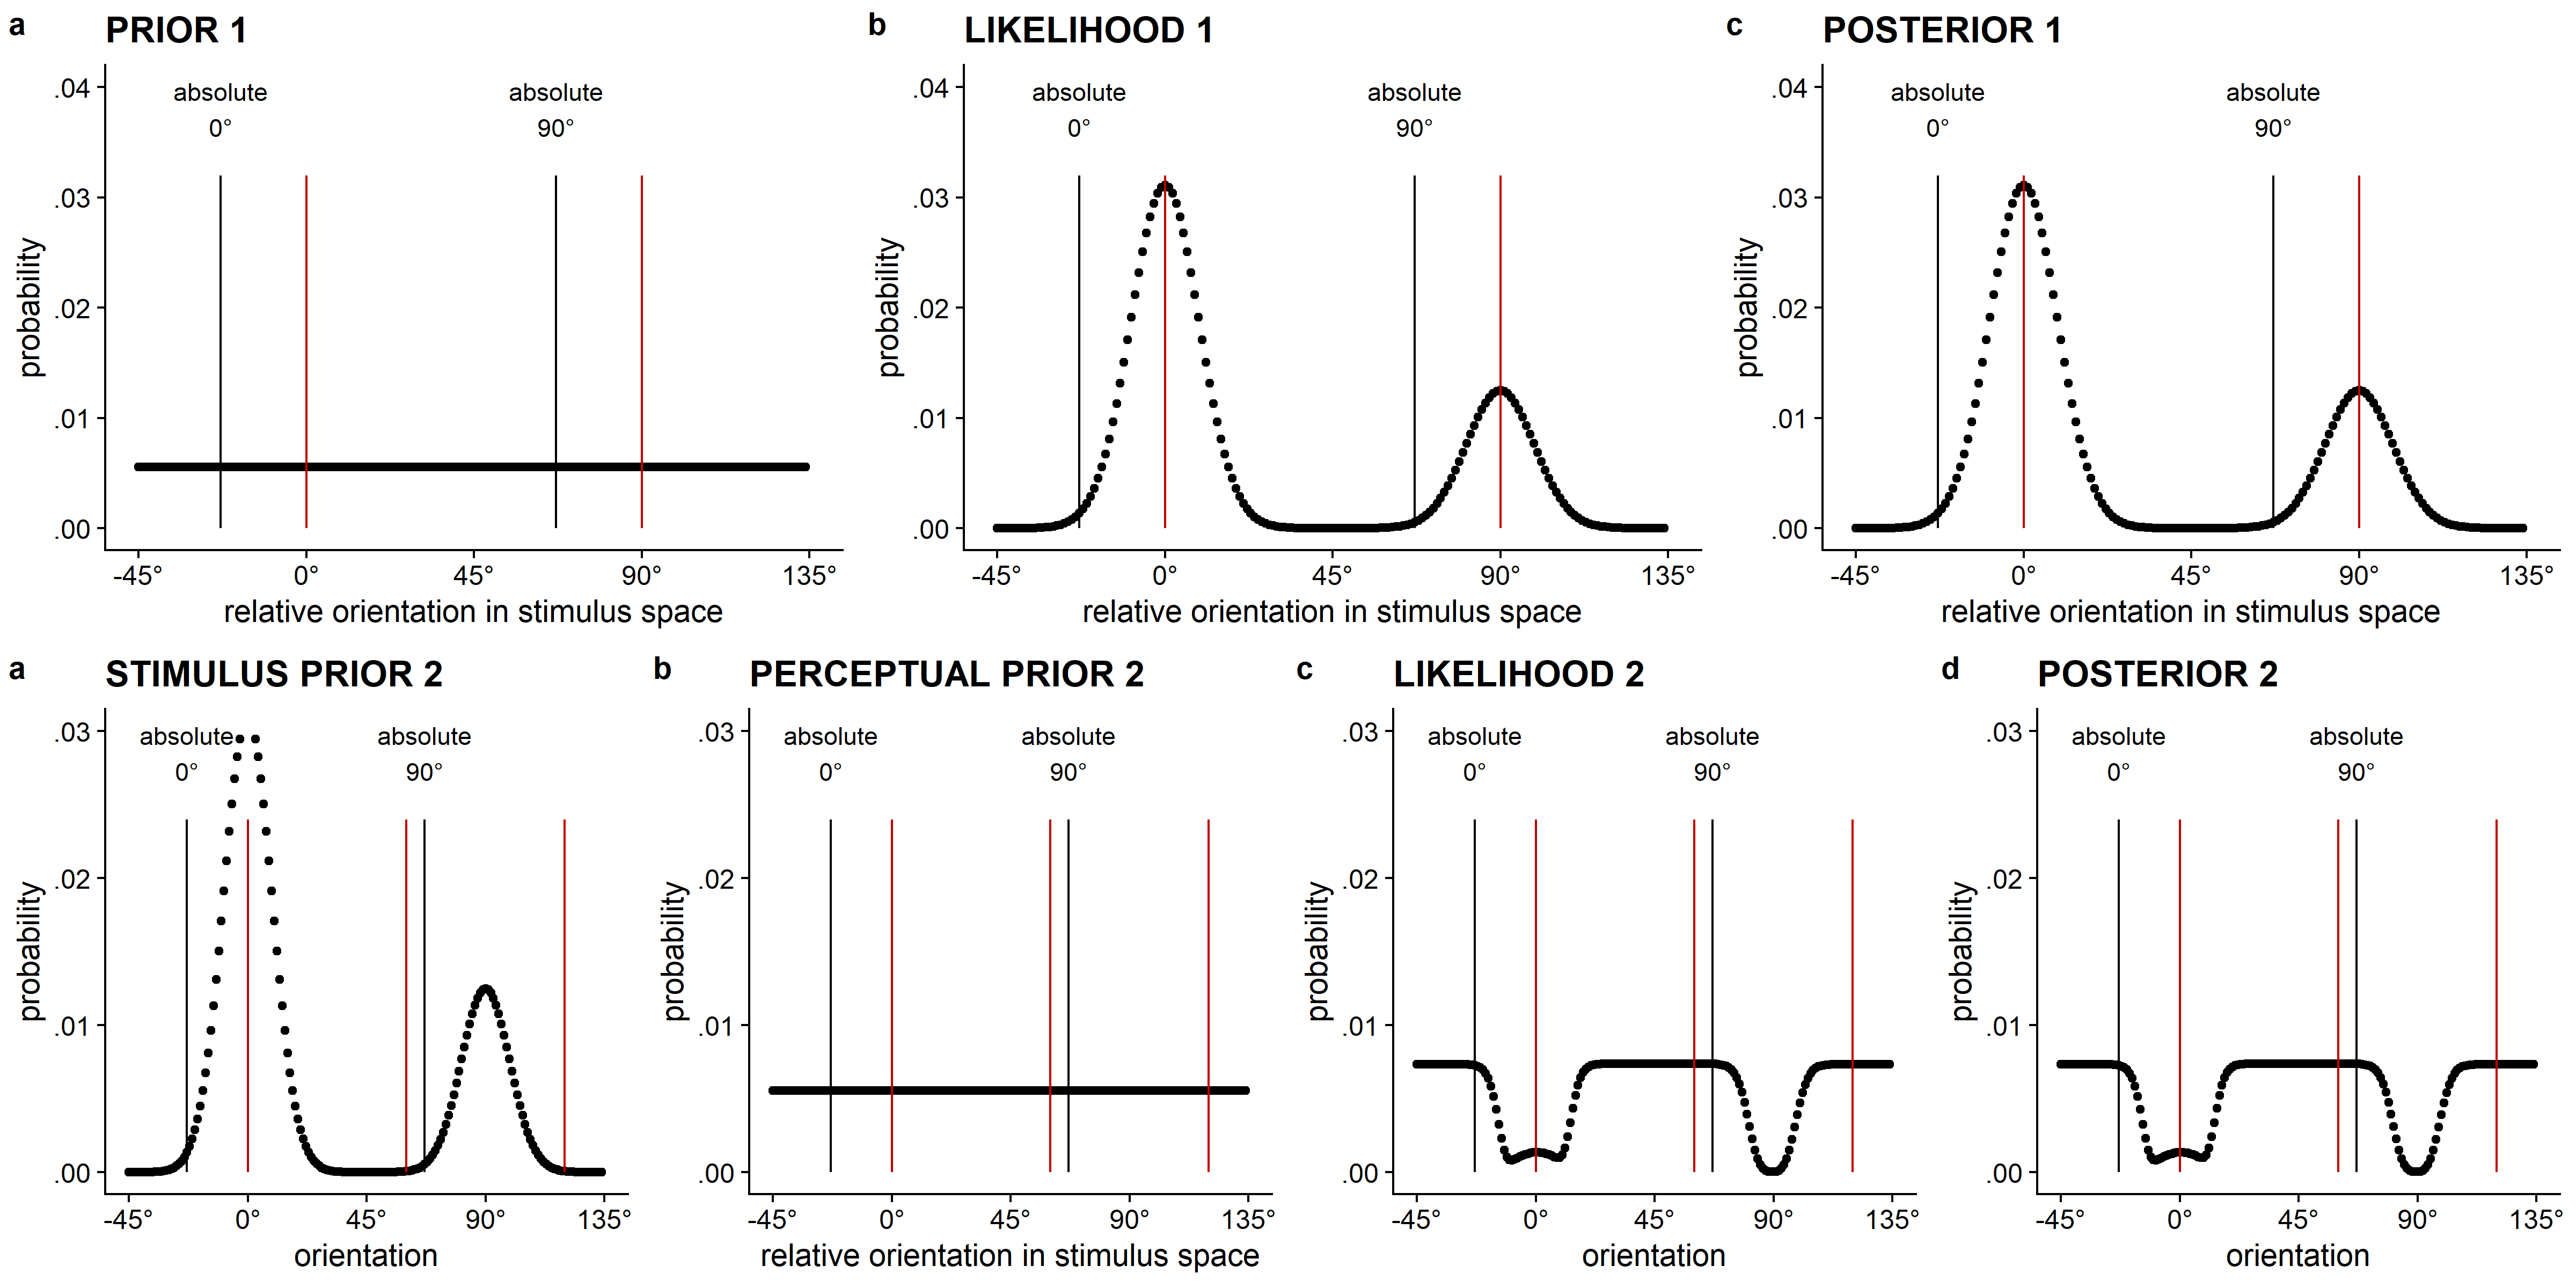 a PRIOR 1
.04
.03
.02
.01
.00
absolute 0°
absolute 90°
probability
-45° 0° 45° 90° 135°
relative orientation in stimulus space
b LIKELIHOOD 1
.04
.03
.02
.01
.00
absolute 0°
absolute 90°
probability
-45° 0° 45° 90° 135°
relative orientation in stimulus space
c POSTERIOR 1
.04
.03
.02
.01
.00
absolute 0°
absolute 90°
probability
-45° 0° 45° 90° 135°
relative orientation in stimulus space
a STIMULUS PRIOR 2
.03
.02
.01
.00
absolute 0°
absolute 90°
probability
-45° 0° 45° 90° 135°
orientation
b PERCEPTUAL PRIOR 2
.03
.02
.01
.00
absolute 0°
absolute 90°
probability
-45° 0° 45° 90° 135°
relative orientation in stimulus space
c LIKELIHOOD 2
.03
.02
.01
.00
absolute 0°
absolute 90°
probability
-45° 0° 45° 90° 135°
orientation
d POSTERIOR 2
.03
.02
.01
.00
absolute 0°
absolute 90°
probability
-45° 0° 45° 90° 135°
orientation